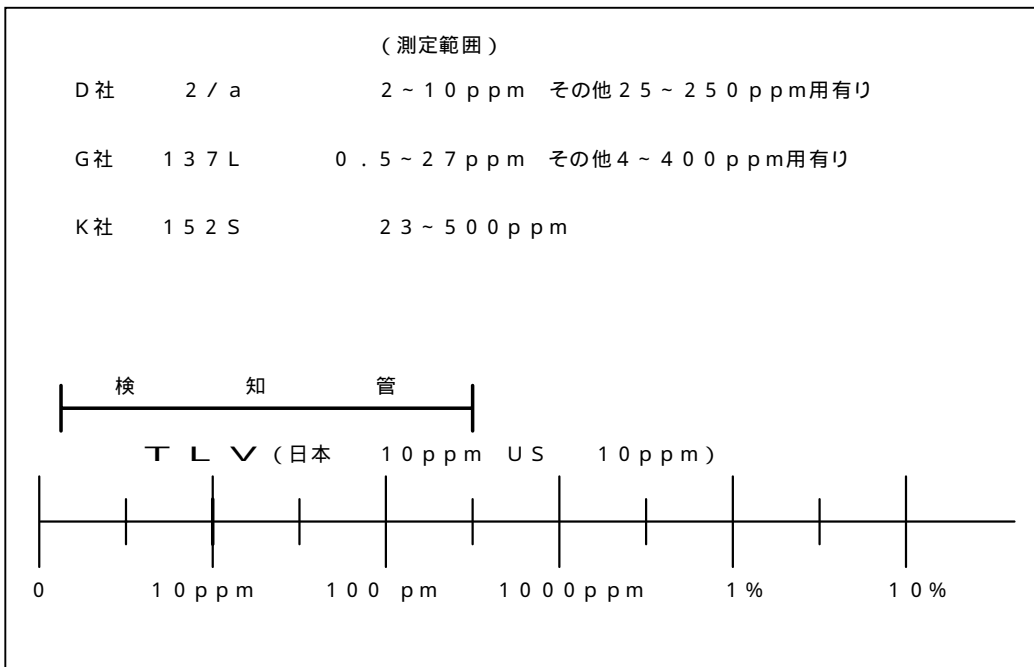 (測定範囲)
D社 2/a 2~10ppm その他25~250ppm用有り
G社 137L 0.5~27ppm その他4~400ppm用有り
K社 152S 23~500ppm
検 知 管
TLV(日本 10ppm US 10ppm)
0 10ppm 100 pm 1000ppm 1% 10%